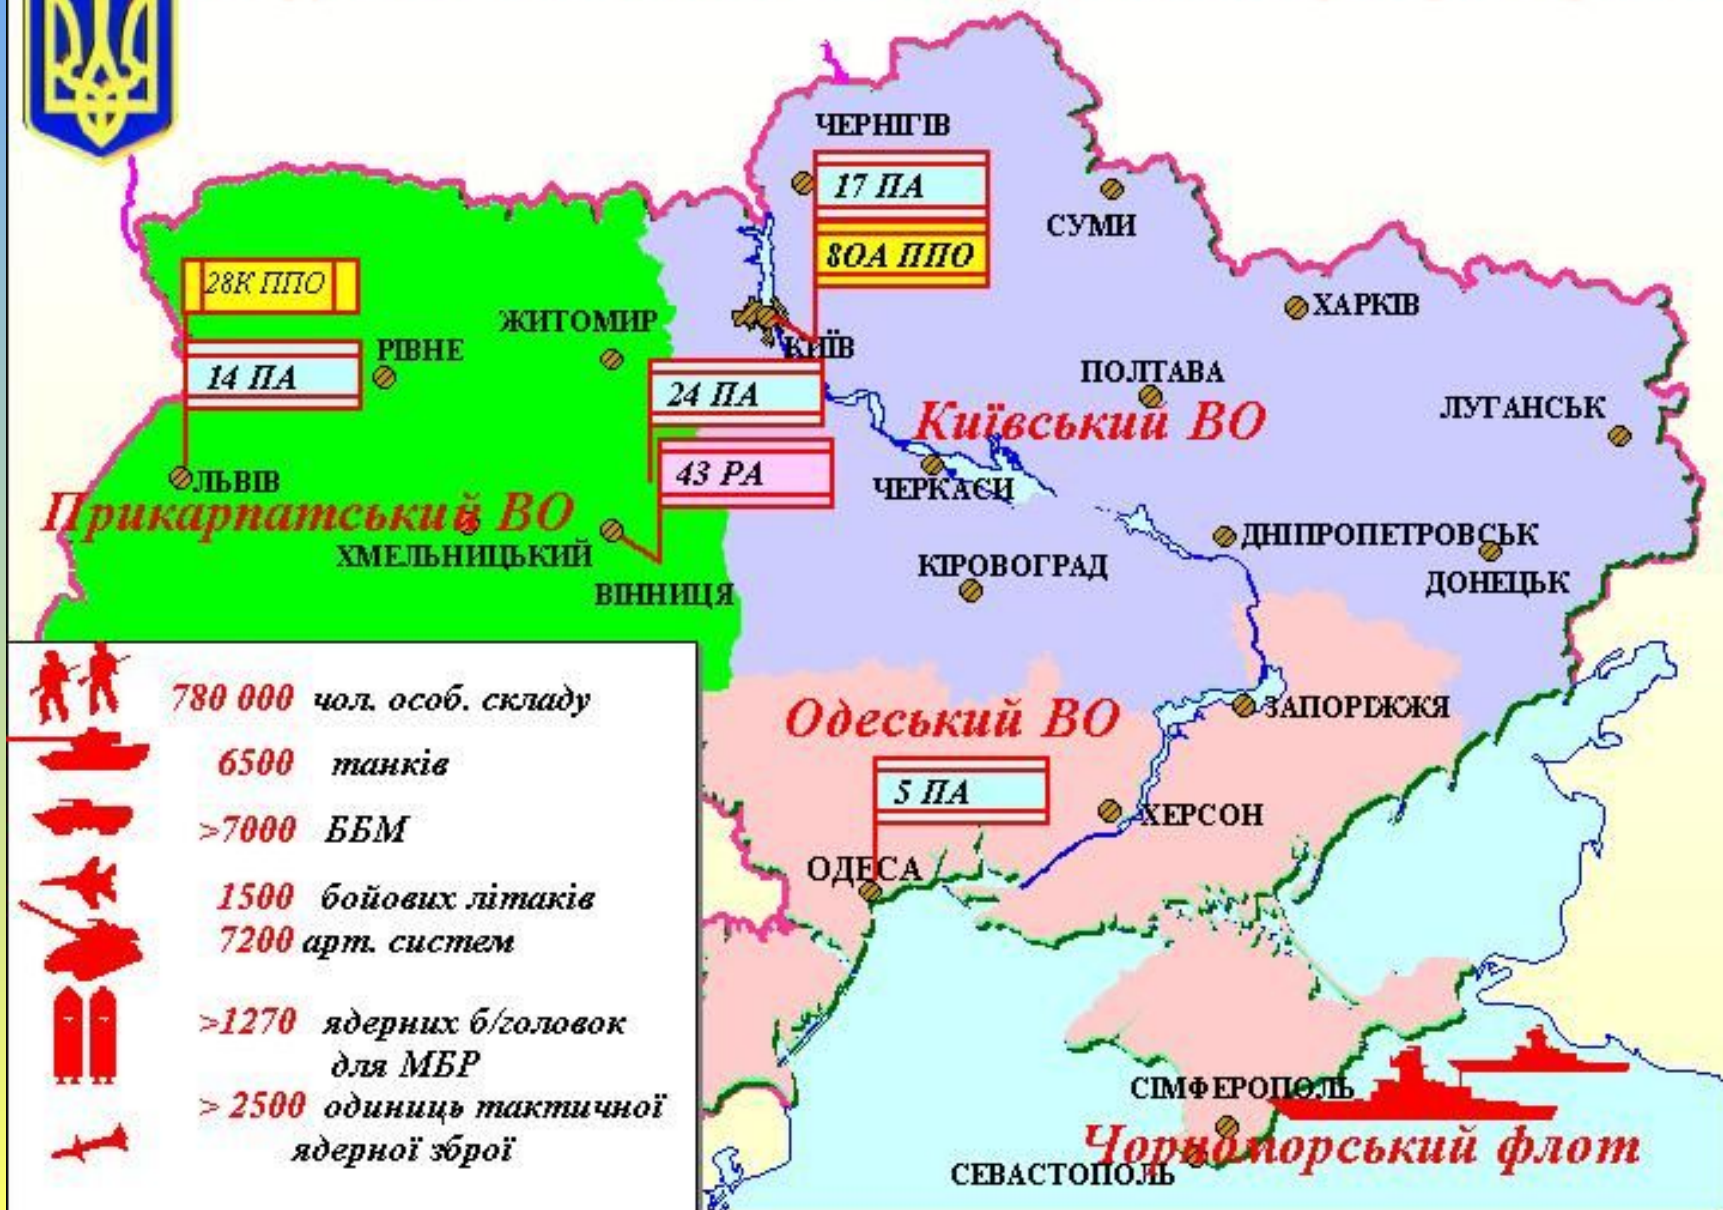 ЧЕРНІГІВ
17 ПА
СУМИ
8ОА ППО
28К ППО
ЖИТОМИР
ХАРКІВ
РІВНЕ
КИЇВ
14 ПА
24 ПА
ПОЛТАВА
ЛУГАНСЬК
Київський ВО
43 РА
ЛЬВІВ
ЧЕРКАСИ
Прикарпатський ВО
ХМЕЛЬНИЦЬКИЙ
ДНІПРОПЕТРОВСЬК
КІРОВОГРАД
ДОНЕЦЬК
ВІННИЦЯ
Одеський ВО
ЗАПОРІЖЖЯ
5 ПА
ХЕРСОН
ОДЕСА
780 000 чол. особ. складу
6500 танків
>7000 ББМ
1500 бойових літаків
7200 арт. систем
>1270 ядерних б/головок
для МБР
> 2500 одиниць тактичної
ядерної зброї
СІМФЕРОПОЛЬ
Чорноморський флот
СЕВАСТОПОЛЬ